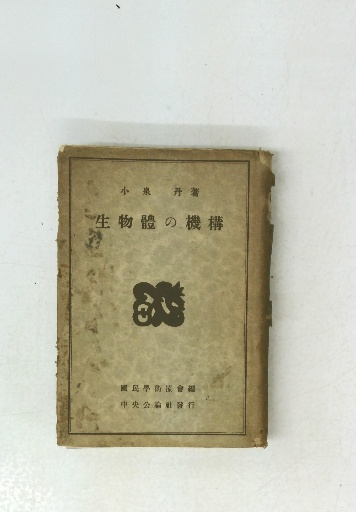 小泉 丹著
生物體の機構
國民學術協會編
中央公論社發行